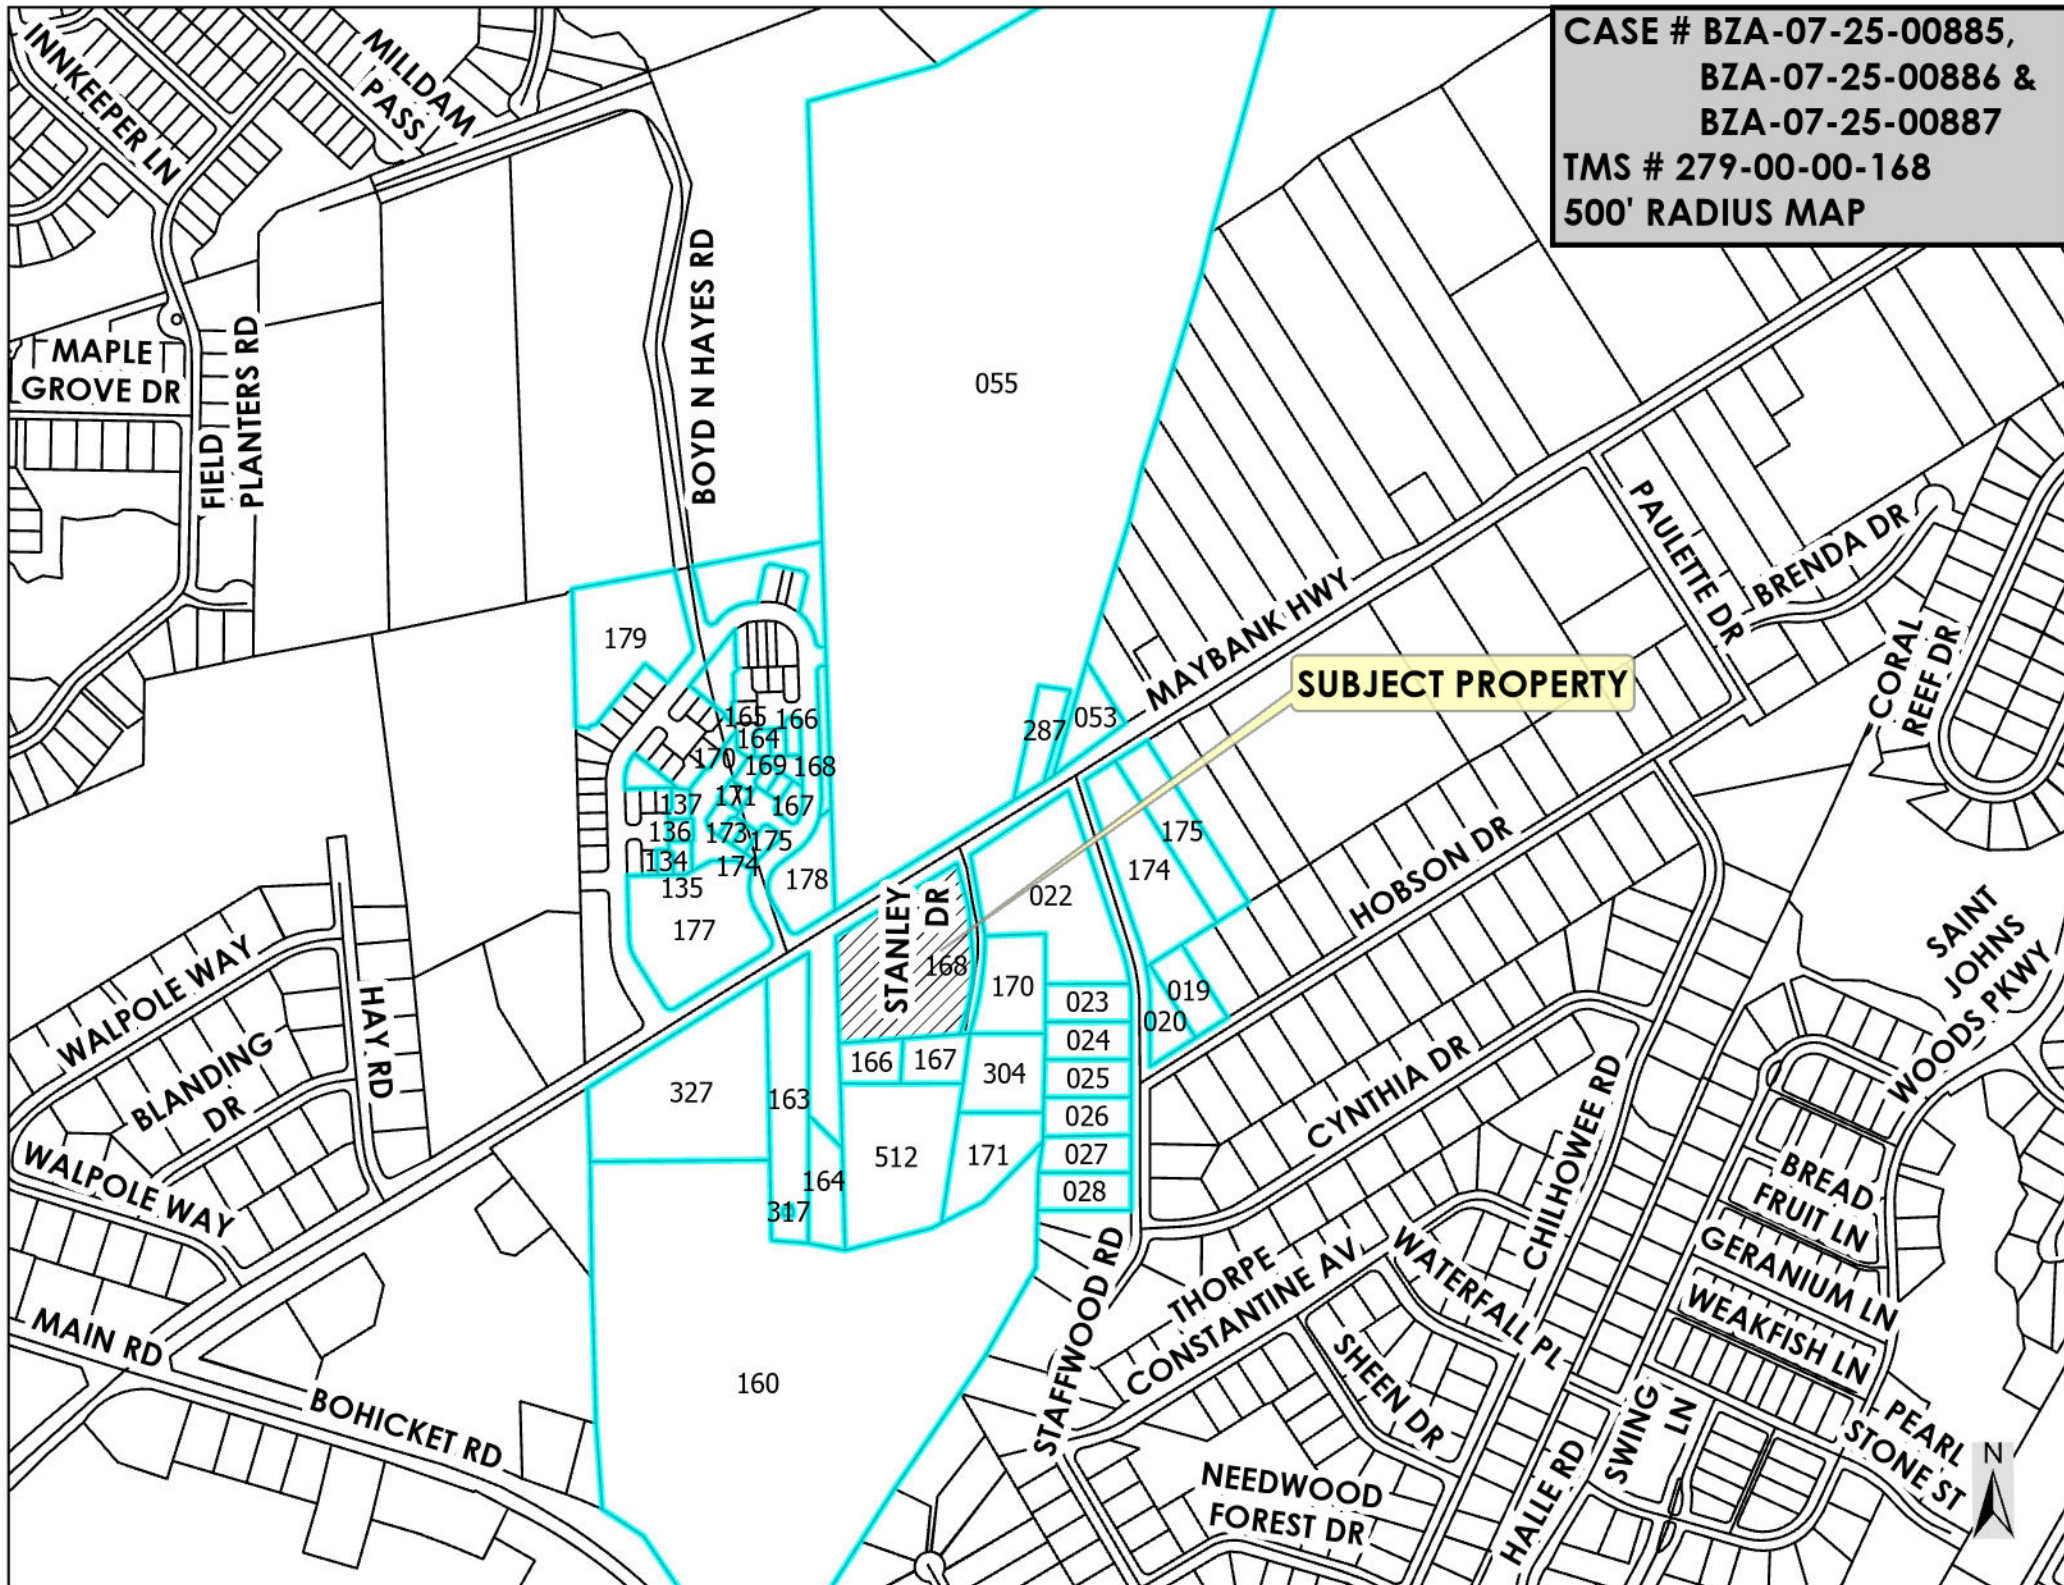 CASE # BZA-07-25-00885,
BZA-07-25-00886 &
BZA-07-25-00887
TMS # 279-00-00-168
500' RADIUS MAP
INNKEEPER LN
MILLDAM
PASS
MAPLE
GROVE DR
FIELD
PLANTERS RD
BOYD N HAYES RD
055
MAYBANK HWY
PAULETTE DR
BRENDA DR
CORAL
REEF DR
SUBJECT PROPERTY
179
287
053
165
166
164
170
169
168
137
171
167
136
173
175
134
174
135
178
177
175
174
022
STANLEY
DR
168
170
HOBSON DR
SAINT
JOHNS
WOODS PKWY
WALPOLE WAY
HAY RD
BLANDING
DR
WALPOLE WAY
023
019
020
024
166
167
304
025
327
163
026
512
171
027
164
028
317
CYNTHIA DR
CHILHOWEE RD
BREAD
FRUIT LN
GERANIUM LN
WEAKFISH LN
MAIN RD
BOHICKET RD
160
STAFFWOOD RD
THORPE
CONSTANTINE AV
WATERFALL PL
SHEEN DR
NEEDWOOD
FOREST DR
HALLE RD
SWING
LN
PEARL
STONE ST
N